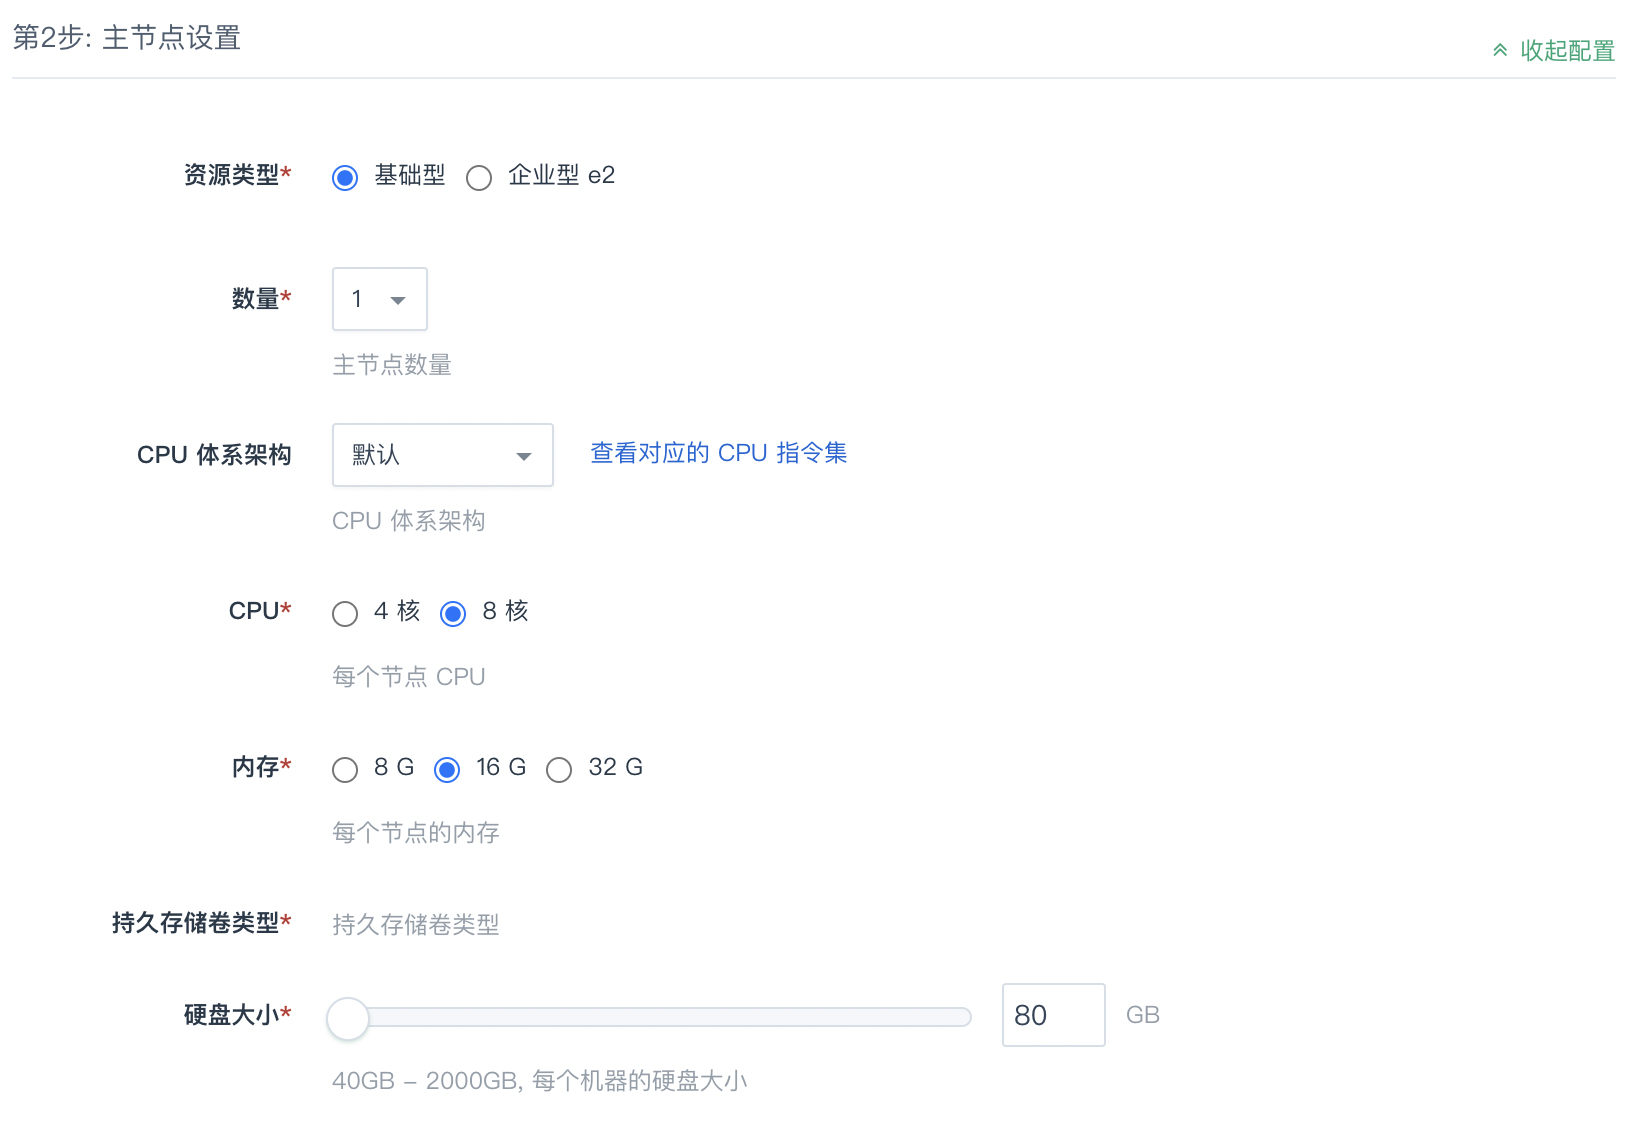 第2步: 主节点设置
收起配置
资源类型* 基础型 企业型 e2
数量* 1
主节点数量
CPU 体系架构 默认 查看对应的 CPU 指令集
CPU 体系架构
CPU* 4 核 8 核
每个节点 CPU
内存* 8 G 16 G 32 G
每个节点的内存
持久存储卷类型* 持久存储卷类型
硬盘大小* 80 GB
40GB – 2000GB, 每个机器的硬盘大小